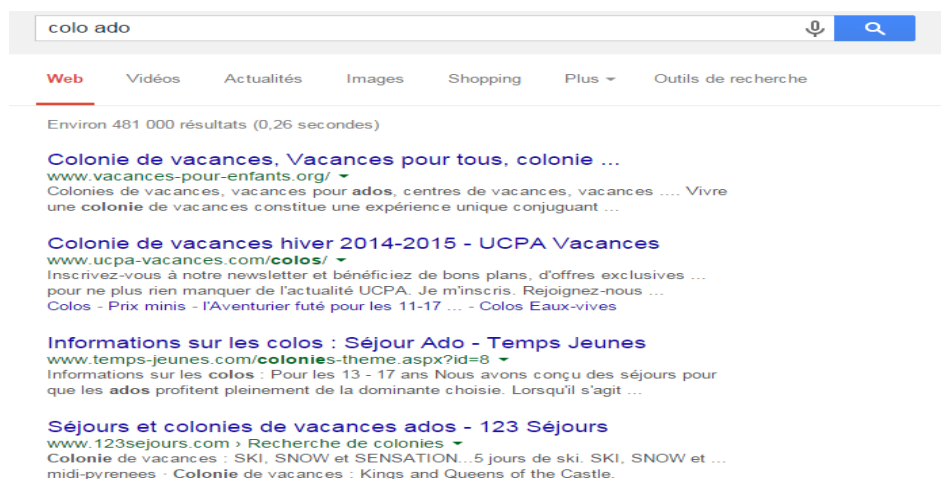 colo ado
Web Vidéos Actualités Images Shopping Plus Outils de recherche
Environ 481 000 résultats (0,26 secondes)
Colonie de vacances, Vacances pour tous, colonie ...
www.vacances-pour-enfants.org/
Colonies de vacances, vacances pour ados, centres de vacances, vacances .... Vivre
une colonie de vacances constitue une expérience unique conjuguant ...
Colonie de vacances hiver 2014-2015 - UCPA Vacances
www.ucpa-vacances.com/colos/
Inscrivez-vous à notre newsletter et bénéficiez de bons plans, d'offres exclusives ...
pour ne plus rien manquer de l'actualité UCPA. Je m'inscris. Rejoignez-nous ...
Colos - Prix minis - l'Aventurier futé pour les 11-17 ... - Colos Eaux-vives
Informations sur les colos : Séjour Ado - Temps Jeunes
www.temps-jeunes.com/colonies-theme.aspx?id=8
Informations sur les colos : Pour les 13 - 17 ans Nous avons conçu des séjours pour
que les ados profitent pleinement de la dominante choisie. Lorsqu'il s'agit ...
Séjours et colonies de vacances ados - 123 Séjours
www.123sejours.com › Recherche de colonies
Colonie de vacances : SKI, SNOW et SENSATION...5 jours de ski. SKI, SNOW et ...
midi-pyrenees · Colonie de vacances : Kings and Queens of the Castle.